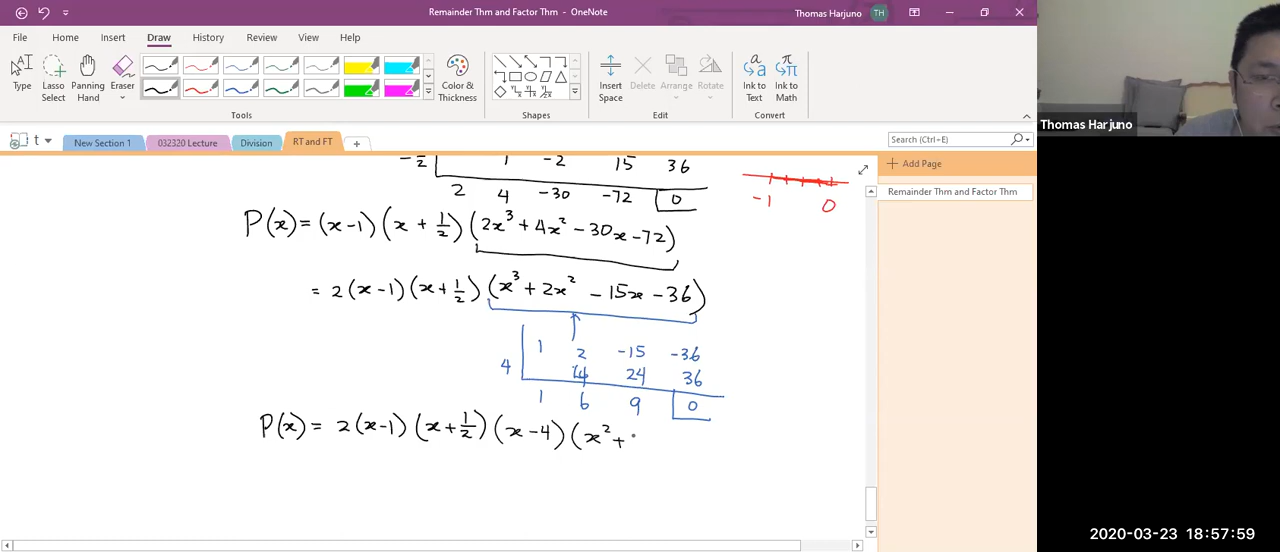 Remainder Thm and Factor Thm - OneNote
Thomas Harjuno TH
File Home Insert Draw History Review View Help
Type Lasso Select Panning Hand Eraser Color & Thickness Insert Space Delete Arrange Rotate Ink to Text Ink to Math
Tools Shapes Edit Convert
Thomas Harjuno
t New Section 1 032320 Lecture Division RT and FT + Search (Ctrl+E)
Add Page
Remainder Thm and Factor Thm
-1/2 1 -2 15 36
2 4 -30 -72 0
-1 0
P(x) = (x-1)(x + 1/2)(2x³ + 4x² - 30x - 72)
= 2(x-1)(x+1/2)(x³ + 2x² - 15x - 36)
1 2 -15 -36
4 4 24 36
1 6 9 0
P(x) = 2(x-1)(x+1/2)(x-4)(x² +
2020-03-23 18:57:59